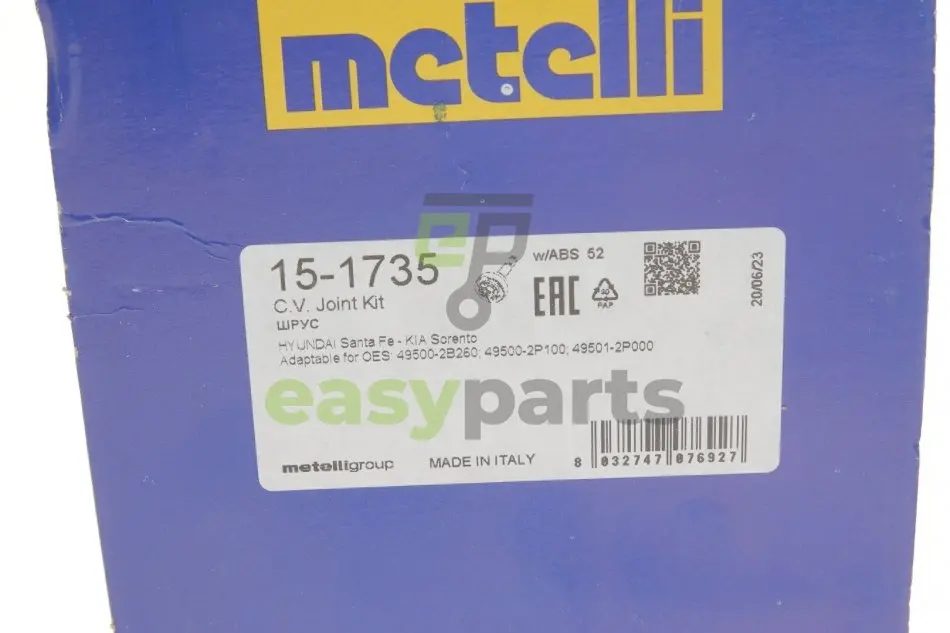 metelli
15-1735
w/ABS 52
C.V. Joint Kit
ШРУС
EAC
PAP
20/06/23
HYUNDAI Santa Fe - KIA Sorento
Adaptable for OES 49500-2B260; 49500-2P100; 49501-2P000
easyparts
metelligroup
MADE IN ITALY
8 032747 076927